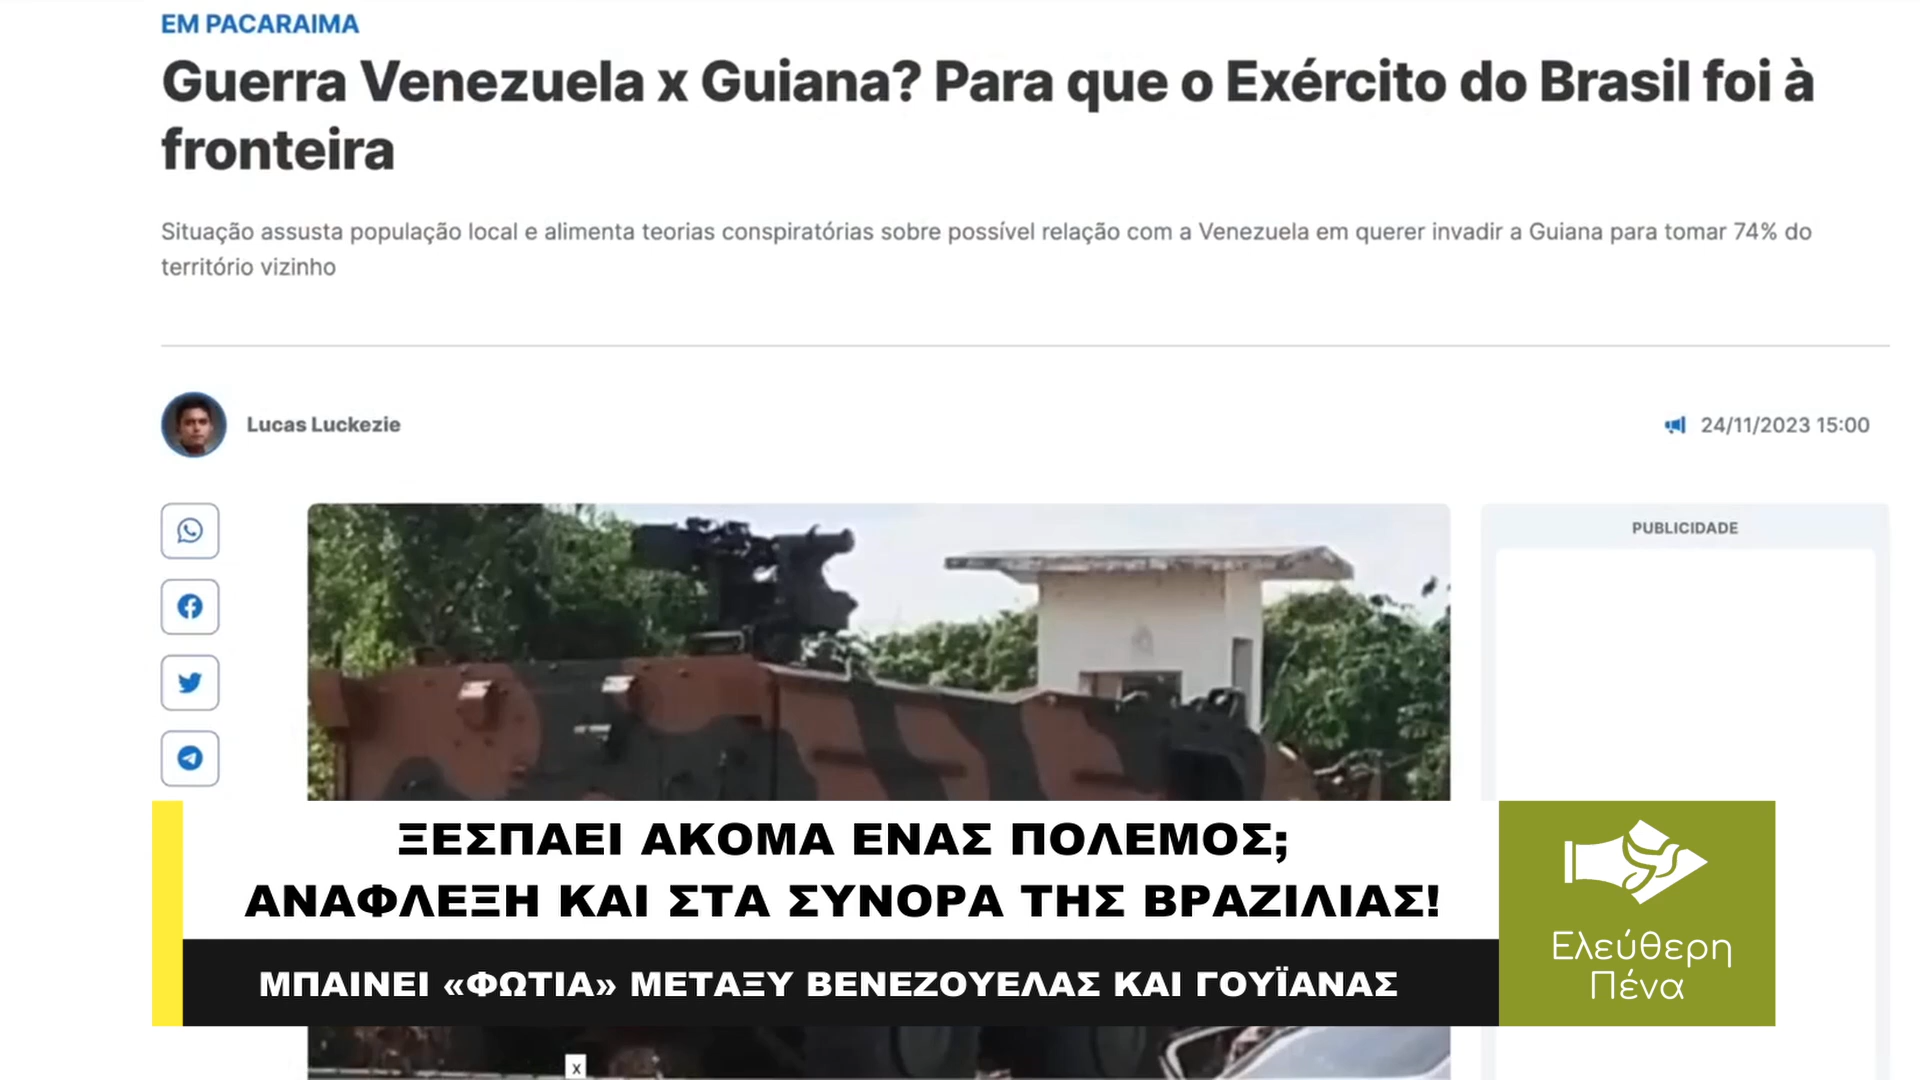 EM PACARAIMA
Guerra Venezuela x Guiana? Para que o Exército do Brasil foi à
fronteira
Situação assusta população local e alimenta teorias conspiratórias sobre possível relação com a Venezuela em querer invadir a Guiana para tomar 74% do
território vizinho
Lucas Luckezie
24/11/2023 15:00
PUBLICIDADE
ΞΕΣΠΑΕΙ ΑΚΟΜΑ ΕΝΑΣ ΠΟΛΕΜΟΣ;
ΑΝΑΦΛΕΞΗ ΚΑΙ ΣΤΑ ΣΥΝΟΡΑ ΤΗΣ ΒΡΑΖΙΛΙΑΣ!
ΜΠΑΙΝΕΙ «ΦΩΤΙΑ» ΜΕΤΑΞΥ ΒΕΝΕΖΟΥΕΛΑΣ ΚΑΙ ΓΟΥΪΑΝΑΣ
Ελεύθερη
Πένα
x